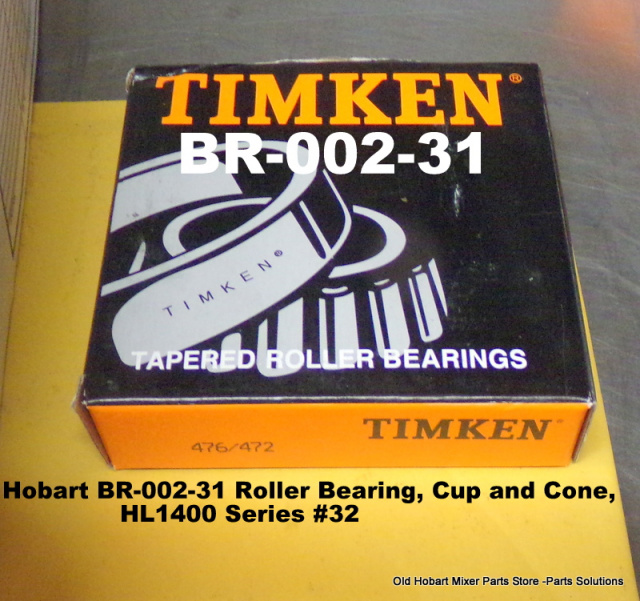 TIMKEN®
BR-002-31
TIMKEN®
TAPERED ROLLER BEARINGS
TIMKEN
476/472
Hobart BR-002-31 Roller Bearing, Cup and Cone,
HL1400 Series #32
Old Hobart Mixer Parts Store -Parts Solutions